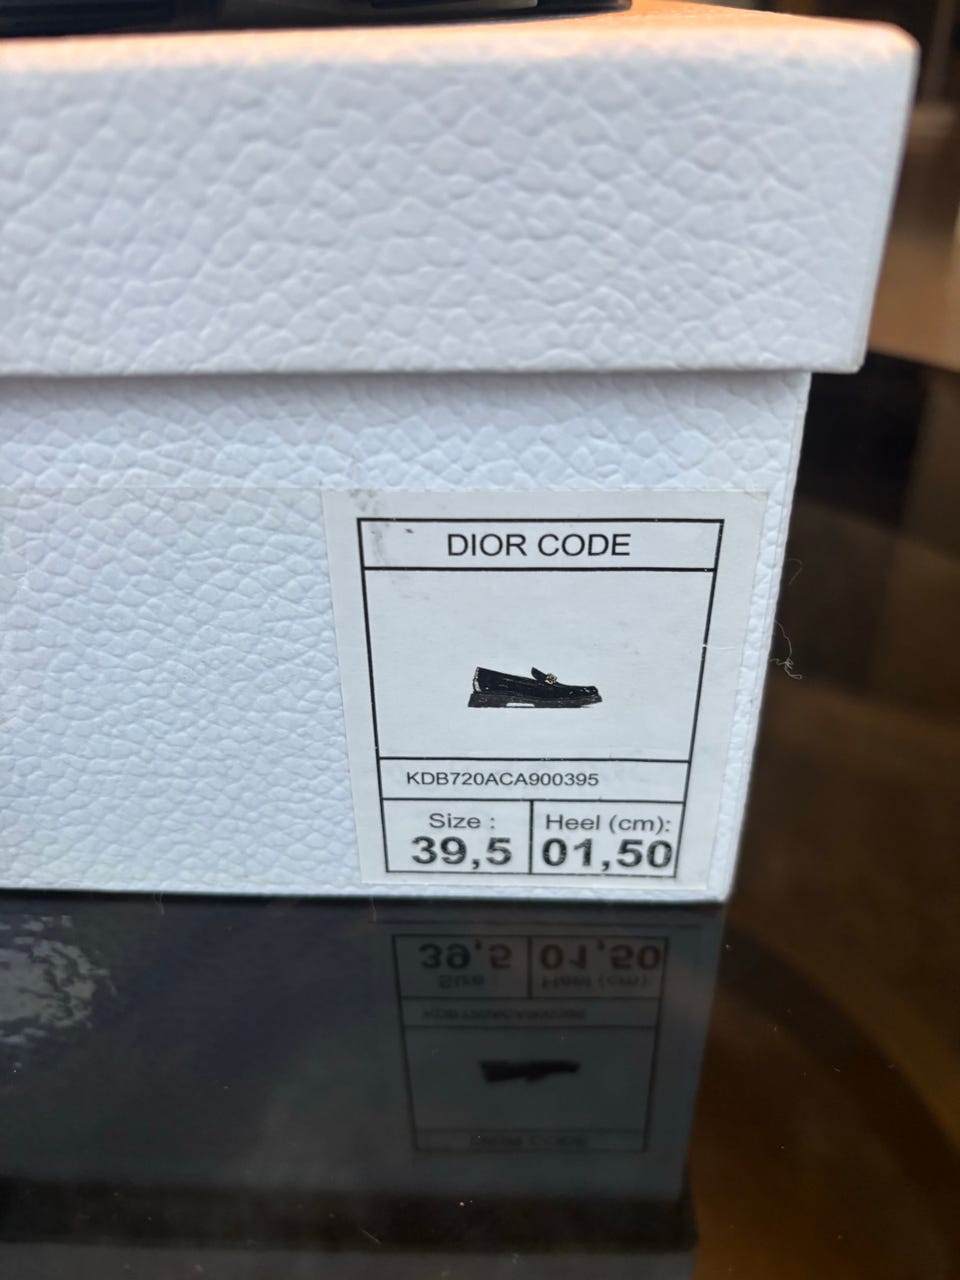 DIOR CODE
KDB720ACA900395
Size :
39,5
Heel (cm):
01,50